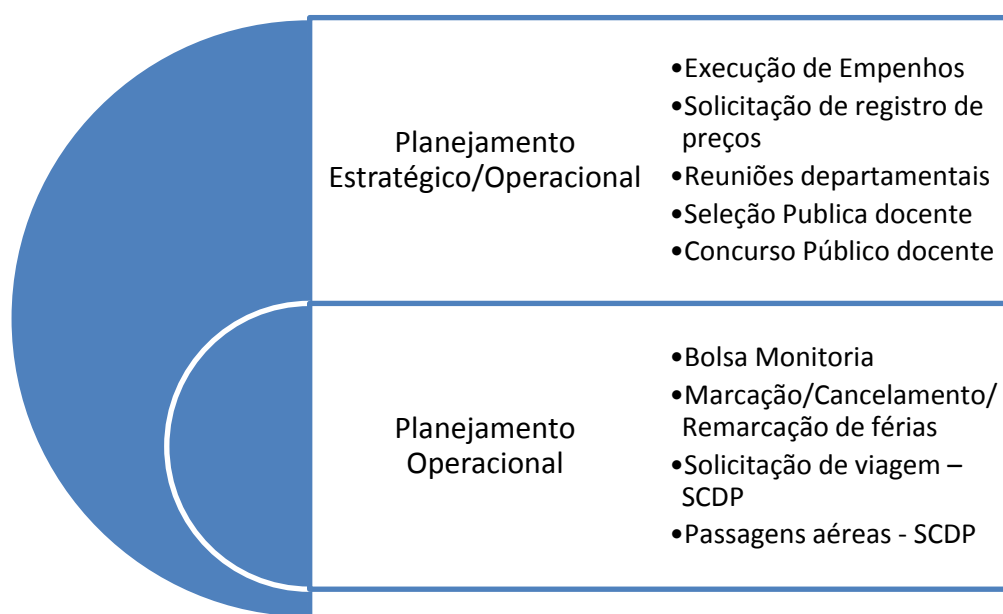 Planejamento
Estratégico/Operacional
•Execução de Empenhos
•Solicitação de registro de
preços
•Reuniões departamentais
•Seleção Publica docente
•Concurso Público docente
Planejamento
Operacional
•Bolsa Monitoria
•Marcação/Cancelamento/
Remarcação de férias
•Solicitação de viagem –
SCDP
•Passagens aéreas - SCDP